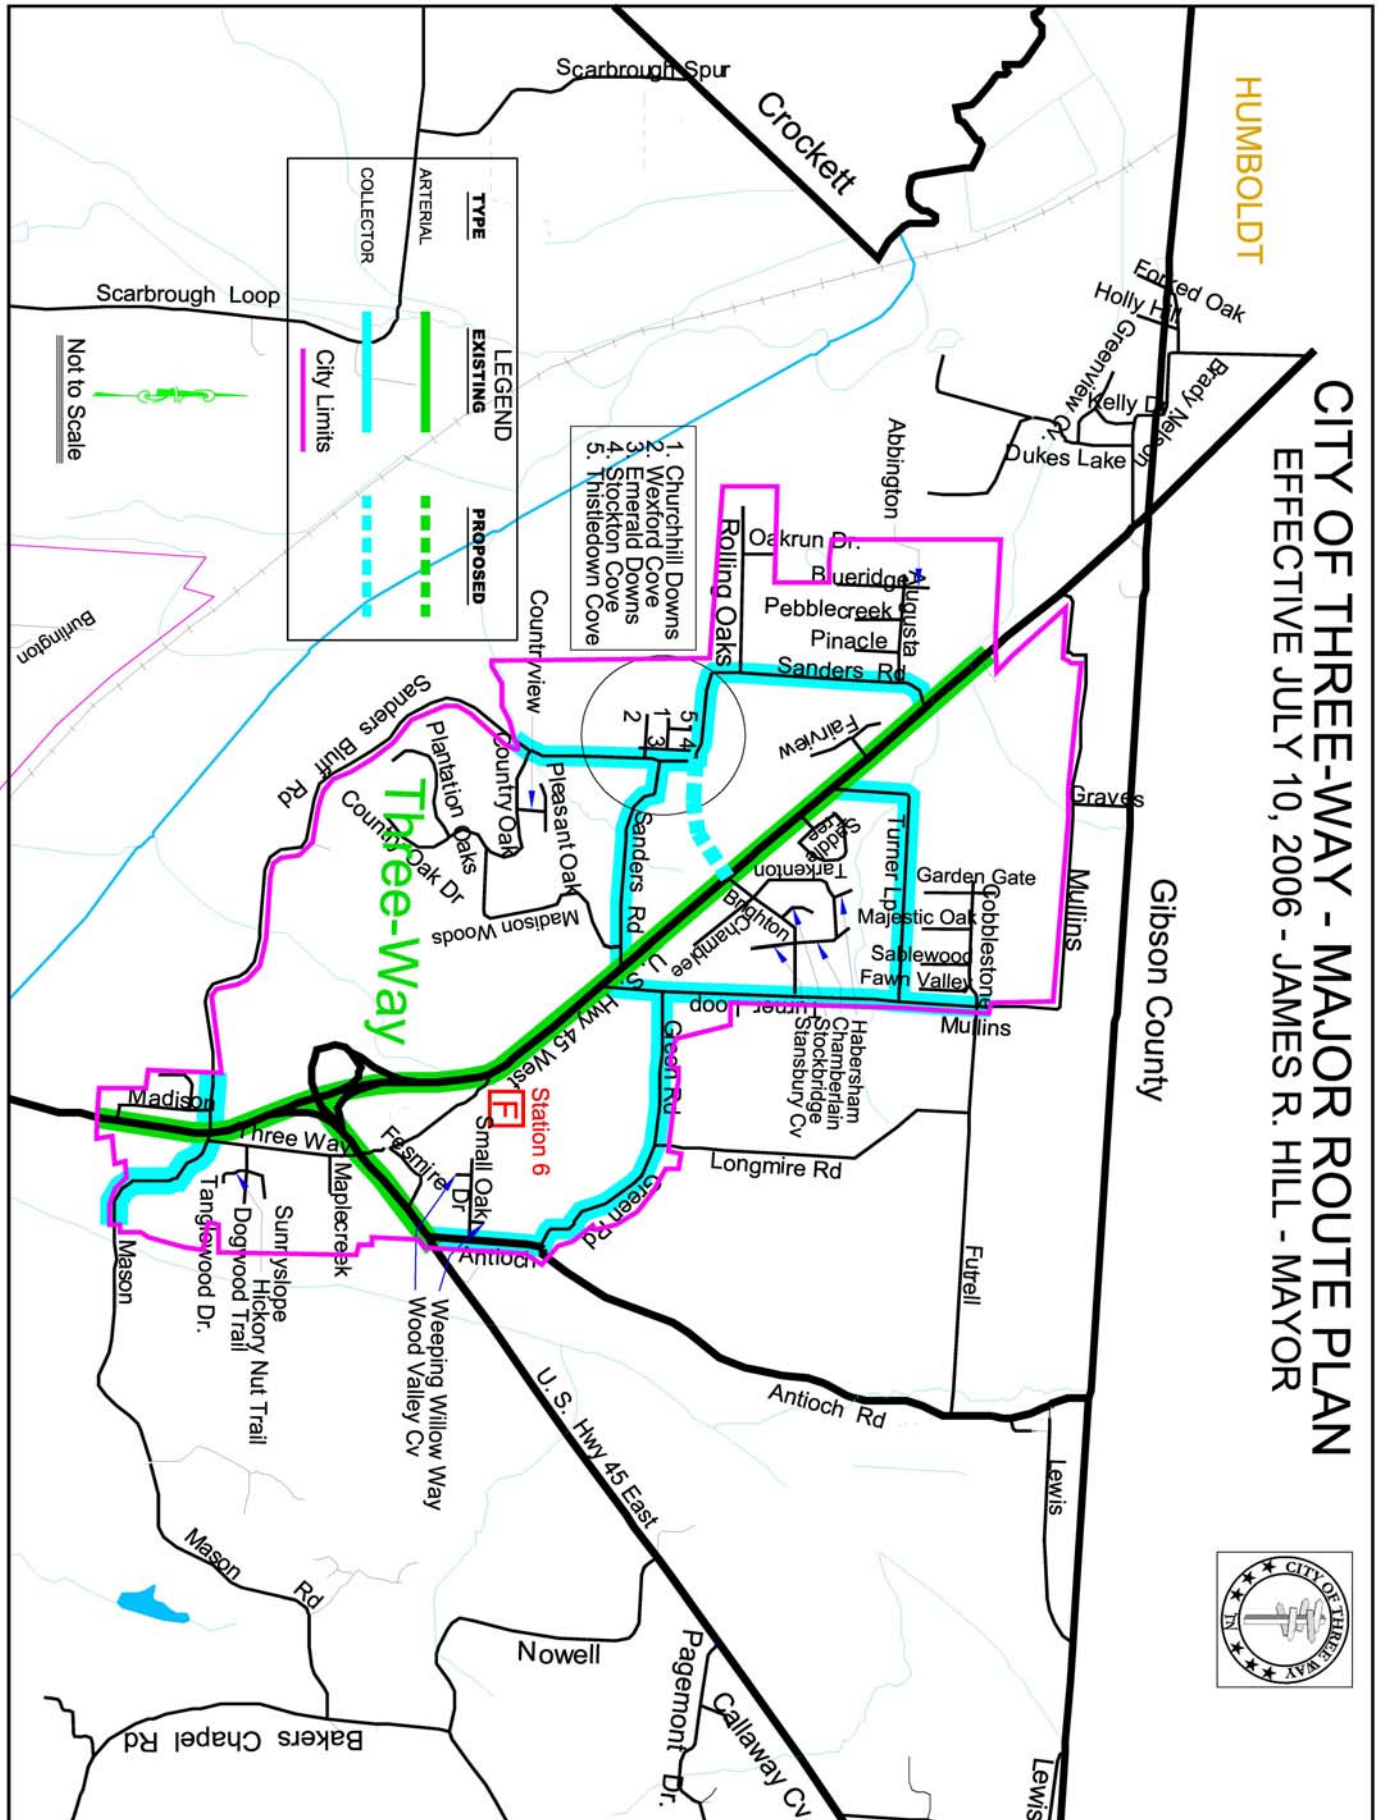 CITY OF THREE-WAY - MAJOR ROUTE PLAN
EFFECTIVE JULY 10, 2006 - JAMES R. HILL - MAYOR
HUMBOLDT
Gibson County
Crockett
Scarbrough Spur
Scarbrough Loop
Forked Oak
Holly Hill
Greenview Cv.
Kelly Dr
Brady Nelson
Dukes Lake
Abbington
Augusta
Oakrun Dr.
Blueridge
Pebblecreek
Pinacle
Rolling Oaks
Sanders Rd
Fairview
Graves
Mullins
Turner Lp
Garden Gate
Cobblestone
Majestic Oak
Sablewood
Fawn Valley
Mullins
Saddle Tree
Tarkenton
Brighton
Chamblee
Turner Loop
Habersham
Chamberlain
Stockbridge
Stansbury Cv
1. Churchhill Downs
2. Wexford Cove
3. Emerald Downs
4. Stockton Cove
5. Thistledown Cove
5
4
1
3
2
Countryview
Country Oak
Pleasant Oak
Plantation Oaks
Country Oak Dr
Madison Woods
Sanders Bluff Rd
Sanders Rd
Three-Way
U. S. Hwy 45 West
Green Rd
Green Rd
Longmire Rd
Futrell
Station 6
F
Small Oak
Fesmire Dr
Antioch
Antioch Rd
Three Way
Madison
Maplecreek
Sunnyslope
Hickory Nut Trail
Dogwood Trail
Tanglewood Dr.
Weeping Willow Way
Wood Valley Cv
Mason
Mason Rd
U. S. Hwy 45 East
Lewis
Lewis
Nowell
Pagemont Dr.
Callaway Cv
Bakers Chapel Rd
Burlington
LEGEND
TYPE EXISTING PROPOSED
ARTERIAL
COLLECTOR
City Limits
Not to Scale
CITY OF THREE WAY
TN